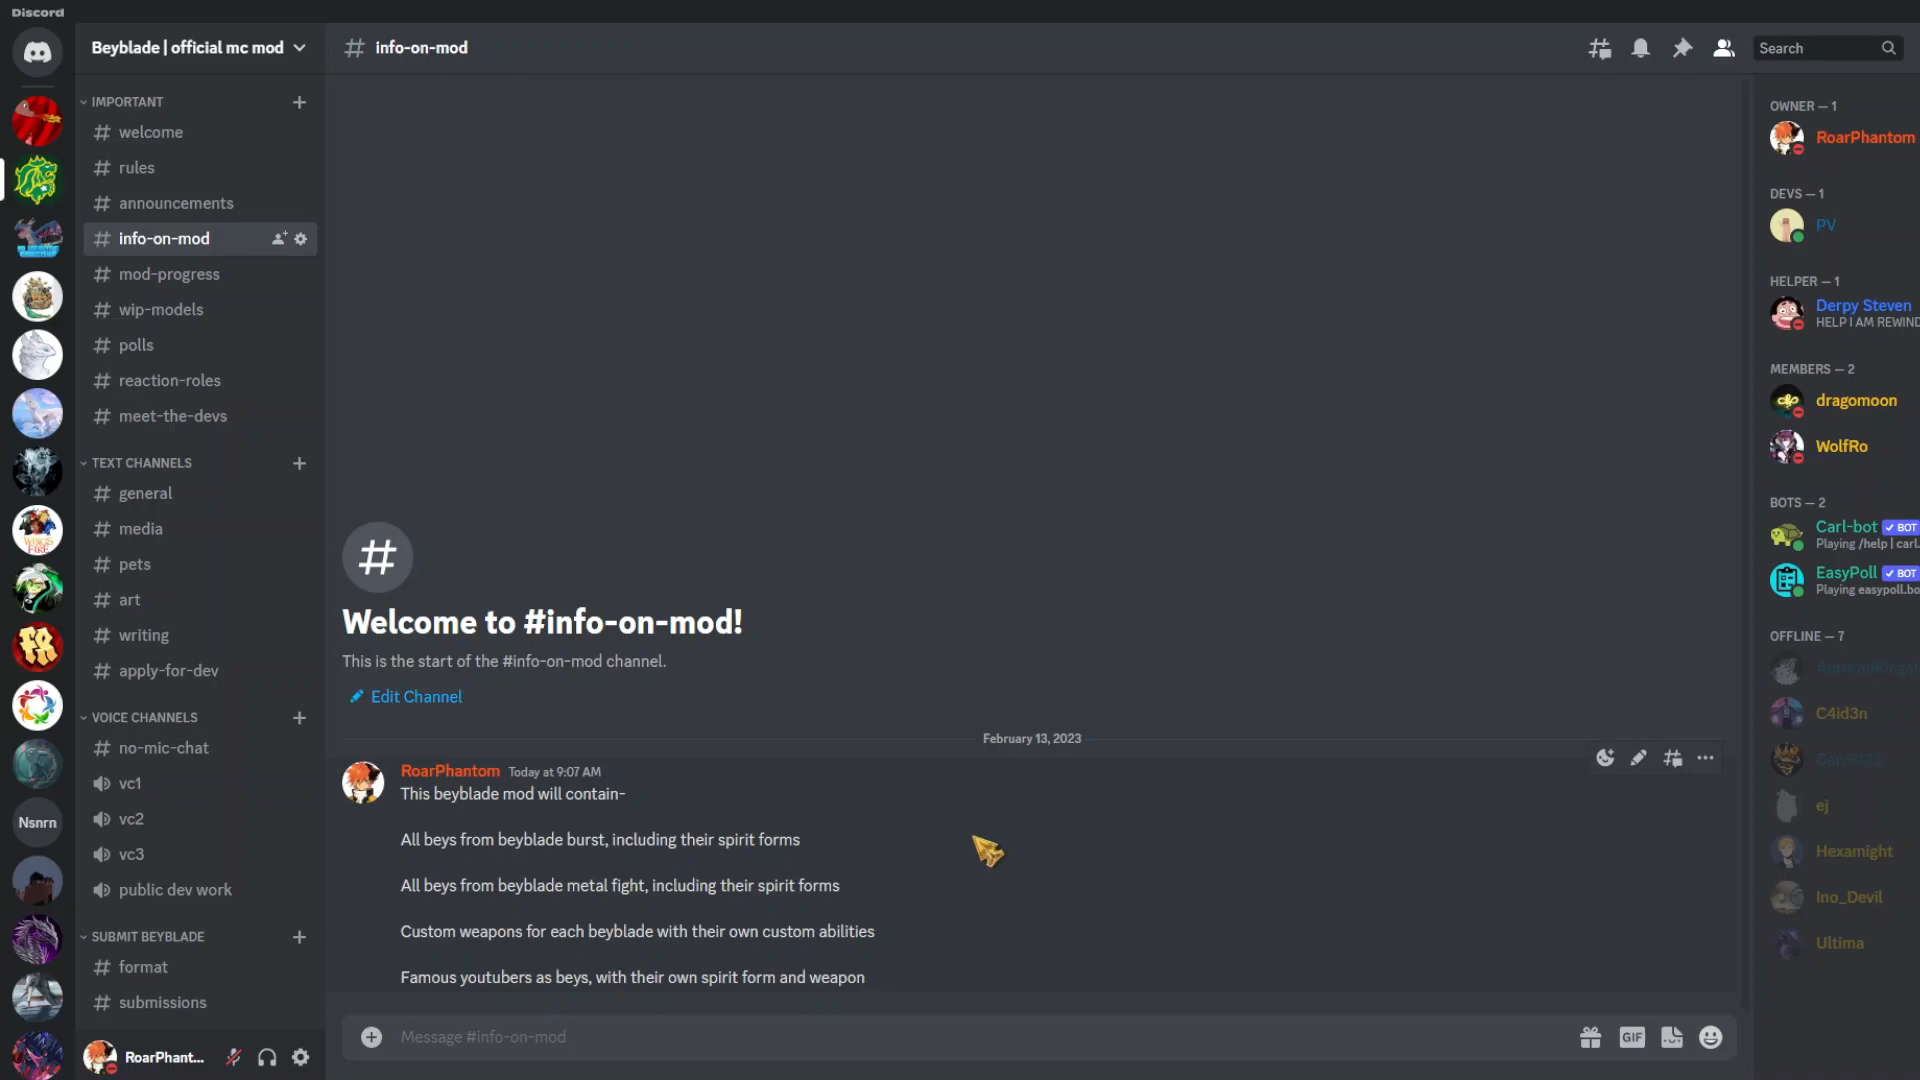 Discord
Beyblade | official mc mod
info-on-mod
Search
IMPORTANT
welcome
rules
announcements
info-on-mod
mod-progress
wip-models
polls
reaction-roles
meet-the-devs
TEXT CHANNELS
general
media
pets
art
writing
apply-for-dev
VOICE CHANNELS
no-mic-chat
vc1
vc2
vc3
public dev work
SUBMIT BEYBLADE
format
submissions
Nsnrn
WINGS
FIRE
FR
RoarPhant...
Welcome to #info-on-mod!
This is the start of the #info-on-mod channel.
Edit Channel
February 13, 2023
RoarPhantom Today at 9:07 AM
This beyblade mod will contain-
All beys from beyblade burst, including their spirit forms
All beys from beyblade metal fight, including their spirit forms
Custom weapons for each beyblade with their own custom abilities
Famous youtubers as beys, with their own spirit form and weapon
Message #info-on-mod
GIF
OWNER — 1
RoarPhantom
DEVS — 1
PV
HELPER — 1
Derpy Steven
HELP I AM REWIND
MEMBERS — 2
dragomoon
WolfRo
BOTS — 2
Carl-bot BOT
Playing /help | carl.
EasyPoll BOT
Playing easypoll.bo
OFFLINE — 7
C4id3n
ej
Hexamight
Ino_Devil
Ultima